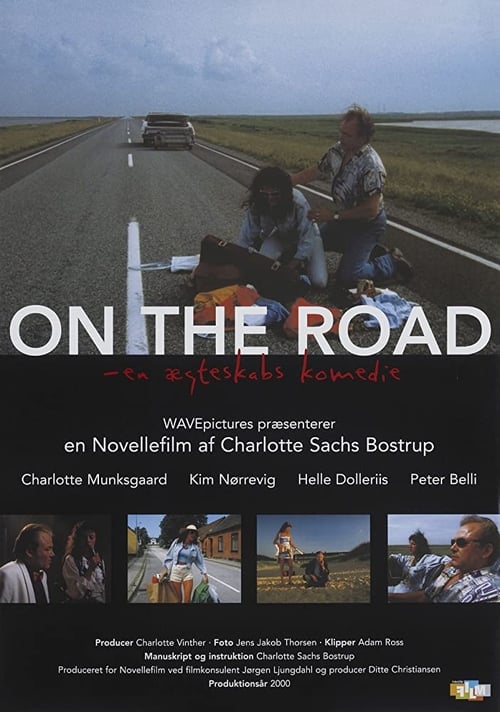 ON THE ROAD
- en ægteskabs komedie
WAVEpictures præsenterer
en Novellefilm af Charlotte Sachs Bostrup
Charlotte Munksgaard Kim Nørrevig Helle Dolleriis Peter Belli
Producer Charlotte Vinther · Foto Jens Jakob Thorsen · Klipper Adam Ross
Manuskript og instruktion Charlotte Sachs Bostrup
Produceret for Novellefilm ved filmkonsulent Jørgen Ljungdahl og producer Ditte Christiansen
Produktionsår 2000
FILM